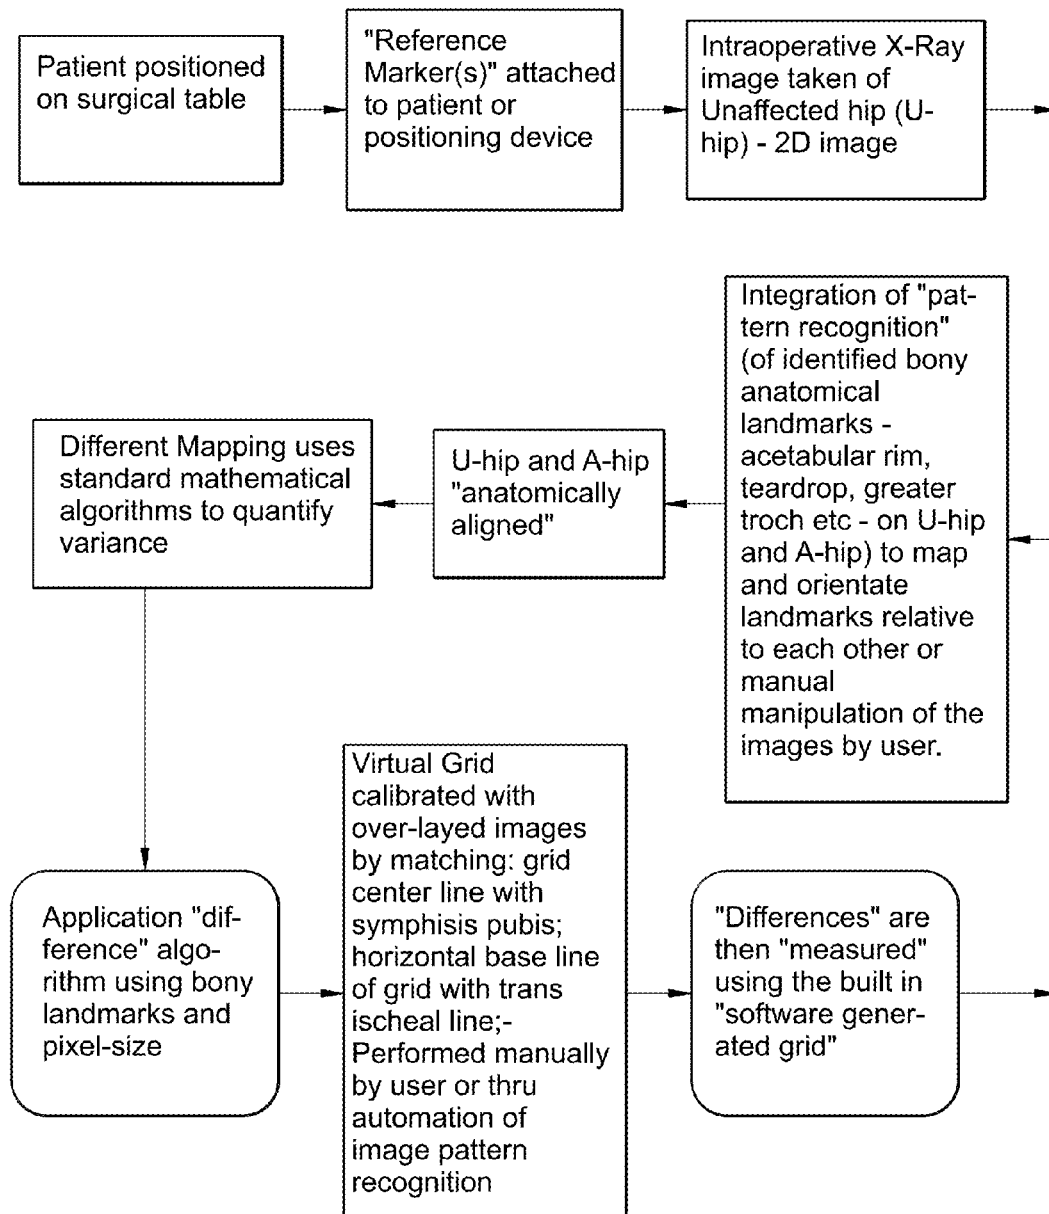 Patient positioned
on surgical table
"Reference
Marker(s)" attached
to patient or
positioning device
Intraoperative X-Ray
image taken of
Unaffected hip (U-
hip) - 2D image
Integration of "pat-
tern recognition"
(of identified bony
anatomical
landmarks -
acetabular rim,
teardrop, greater
troch etc - on U-hip
and A-hip) to map
and orientate
landmarks relative
to each other or
manual
manipulation of the
images by user.
U-hip and A-hip
"anatomically
aligned"
Different Mapping uses
standard mathematical
algorithms to quantify
variance
Application "dif-
ference" algo-
rithm using bony
landmarks and
pixel-size
Virtual Grid
calibrated with
over-layed images
by matching: grid
center line with
symphisis pubis;
horizontal base line
of grid with trans
ischeal line;-
Performed manually
by user or thru
automation of
image pattern
recognition
"Differences" are
then "measured"
using the built in
"software gener-
ated grid"